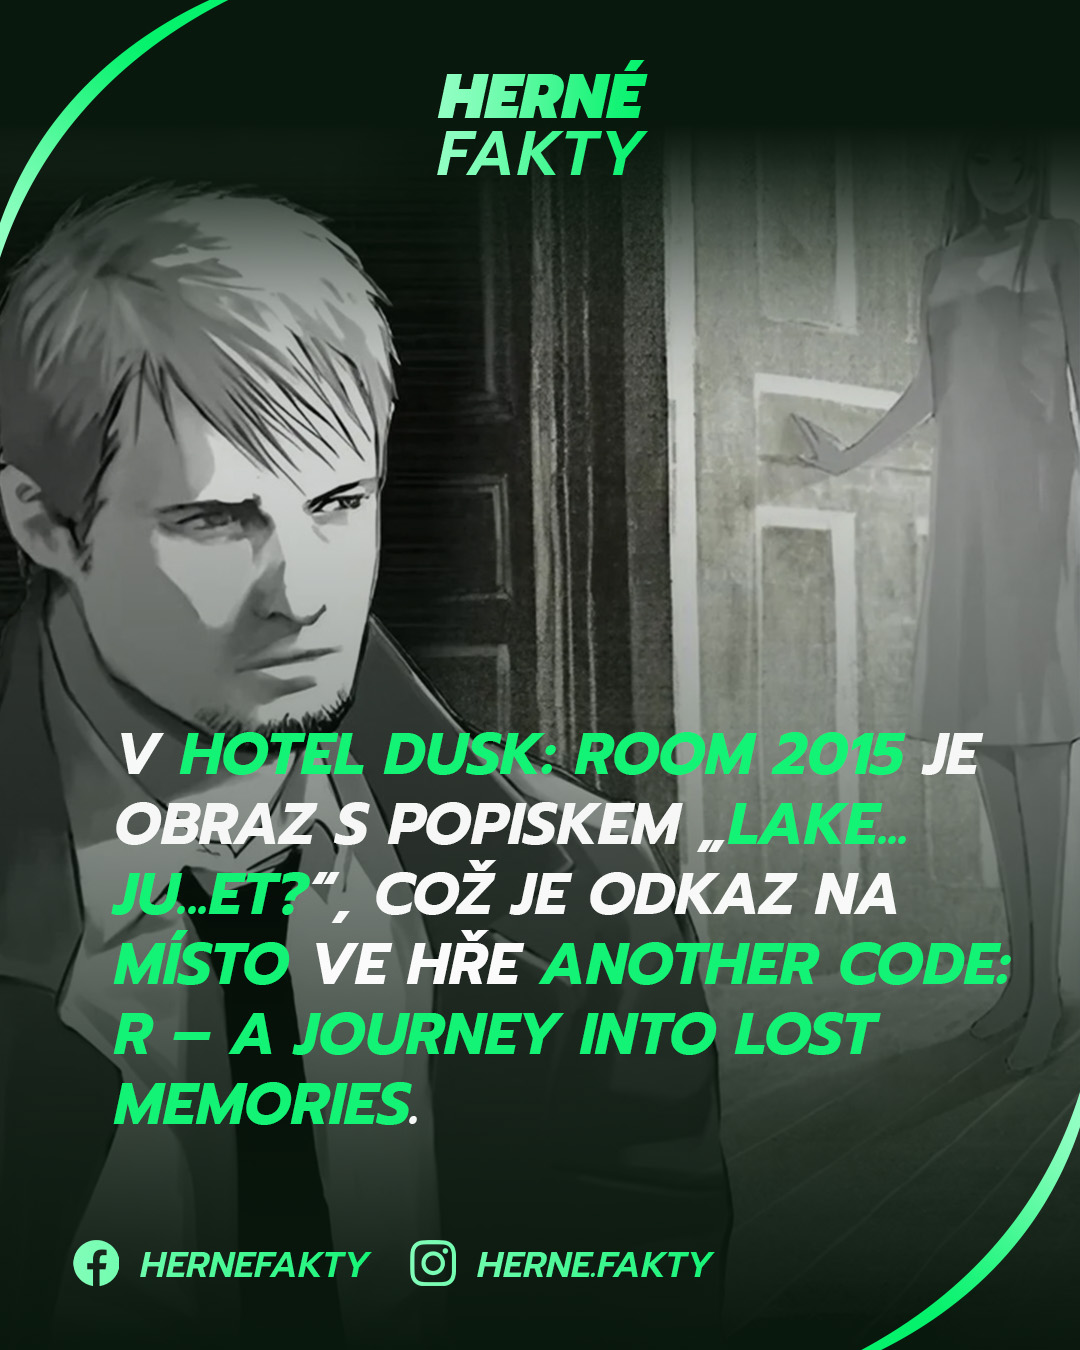 HERNÉ
FAKTY
V HOTEL DUSK: ROOM 2015 JE
OBRAZ S POPISKEM „LAKE...
JU...ET?“, COŽ JE ODKAZ NA
MÍSTO VE HŘE ANOTHER CODE:
R – A JOURNEY INTO LOST
MEMORIES.
HERNEFAKTY HERNE.FAKTY